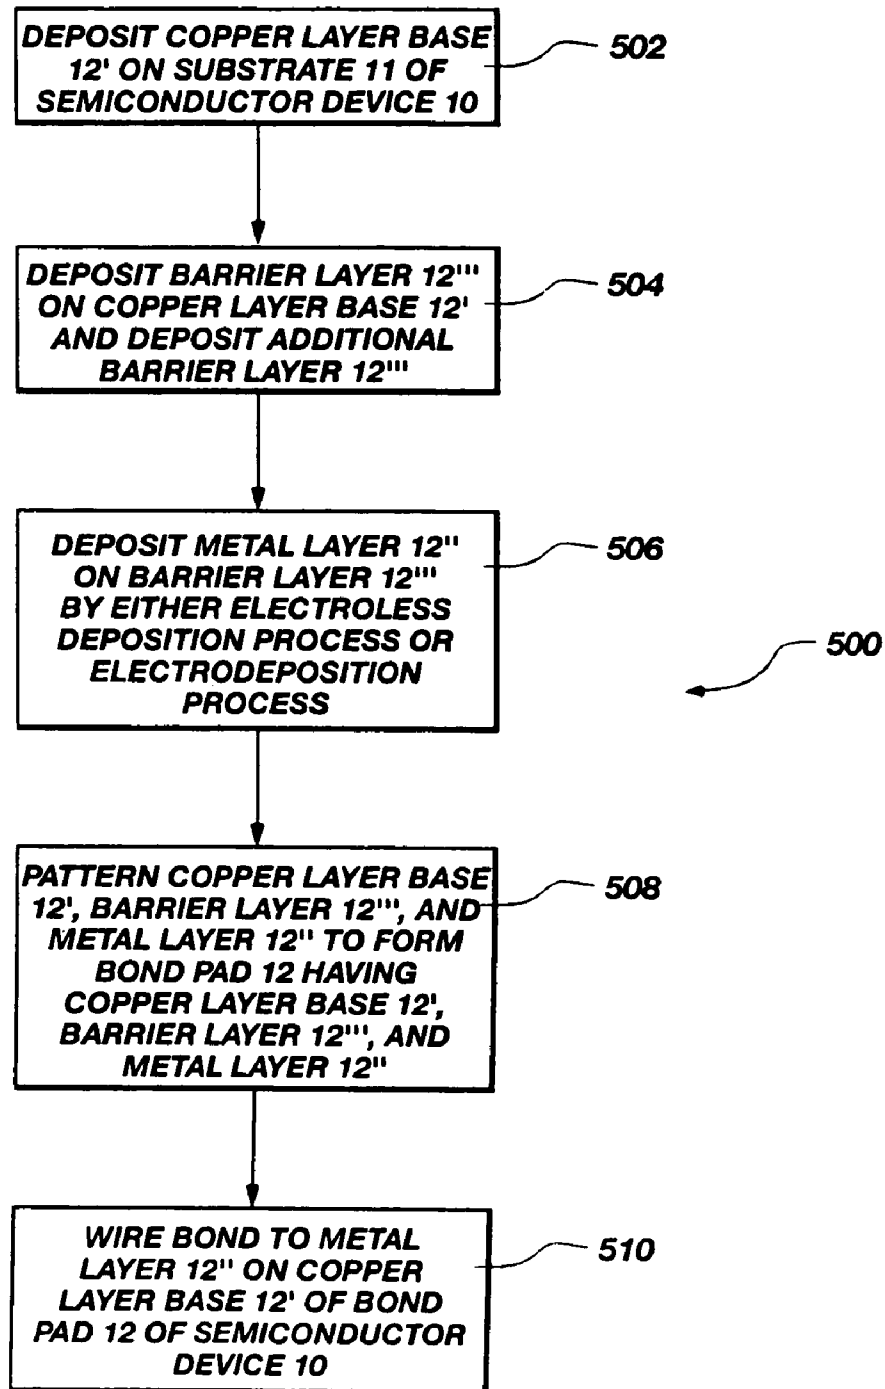 DEPOSIT COPPER LAYER BASE
12' ON SUBSTRATE 11 OF
SEMICONDUCTOR DEVICE 10
502
DEPOSIT BARRIER LAYER 12'''
ON COPPER LAYER BASE 12'
AND DEPOSIT ADDITIONAL
BARRIER LAYER 12'''
504
DEPOSIT METAL LAYER 12''
ON BARRIER LAYER 12'''
BY EITHER ELECTROLESS
DEPOSITION PROCESS OR
ELECTRODEPOSITION
PROCESS
506
500
PATTERN COPPER LAYER BASE
12', BARRIER LAYER 12''', AND
METAL LAYER 12'' TO FORM
BOND PAD 12 HAVING
COPPER LAYER BASE 12',
BARRIER LAYER 12''', AND
METAL LAYER 12''
508
WIRE BOND TO METAL
LAYER 12'' ON COPPER
LAYER BASE 12' OF BOND
PAD 12 OF SEMICONDUCTOR
DEVICE 10
510